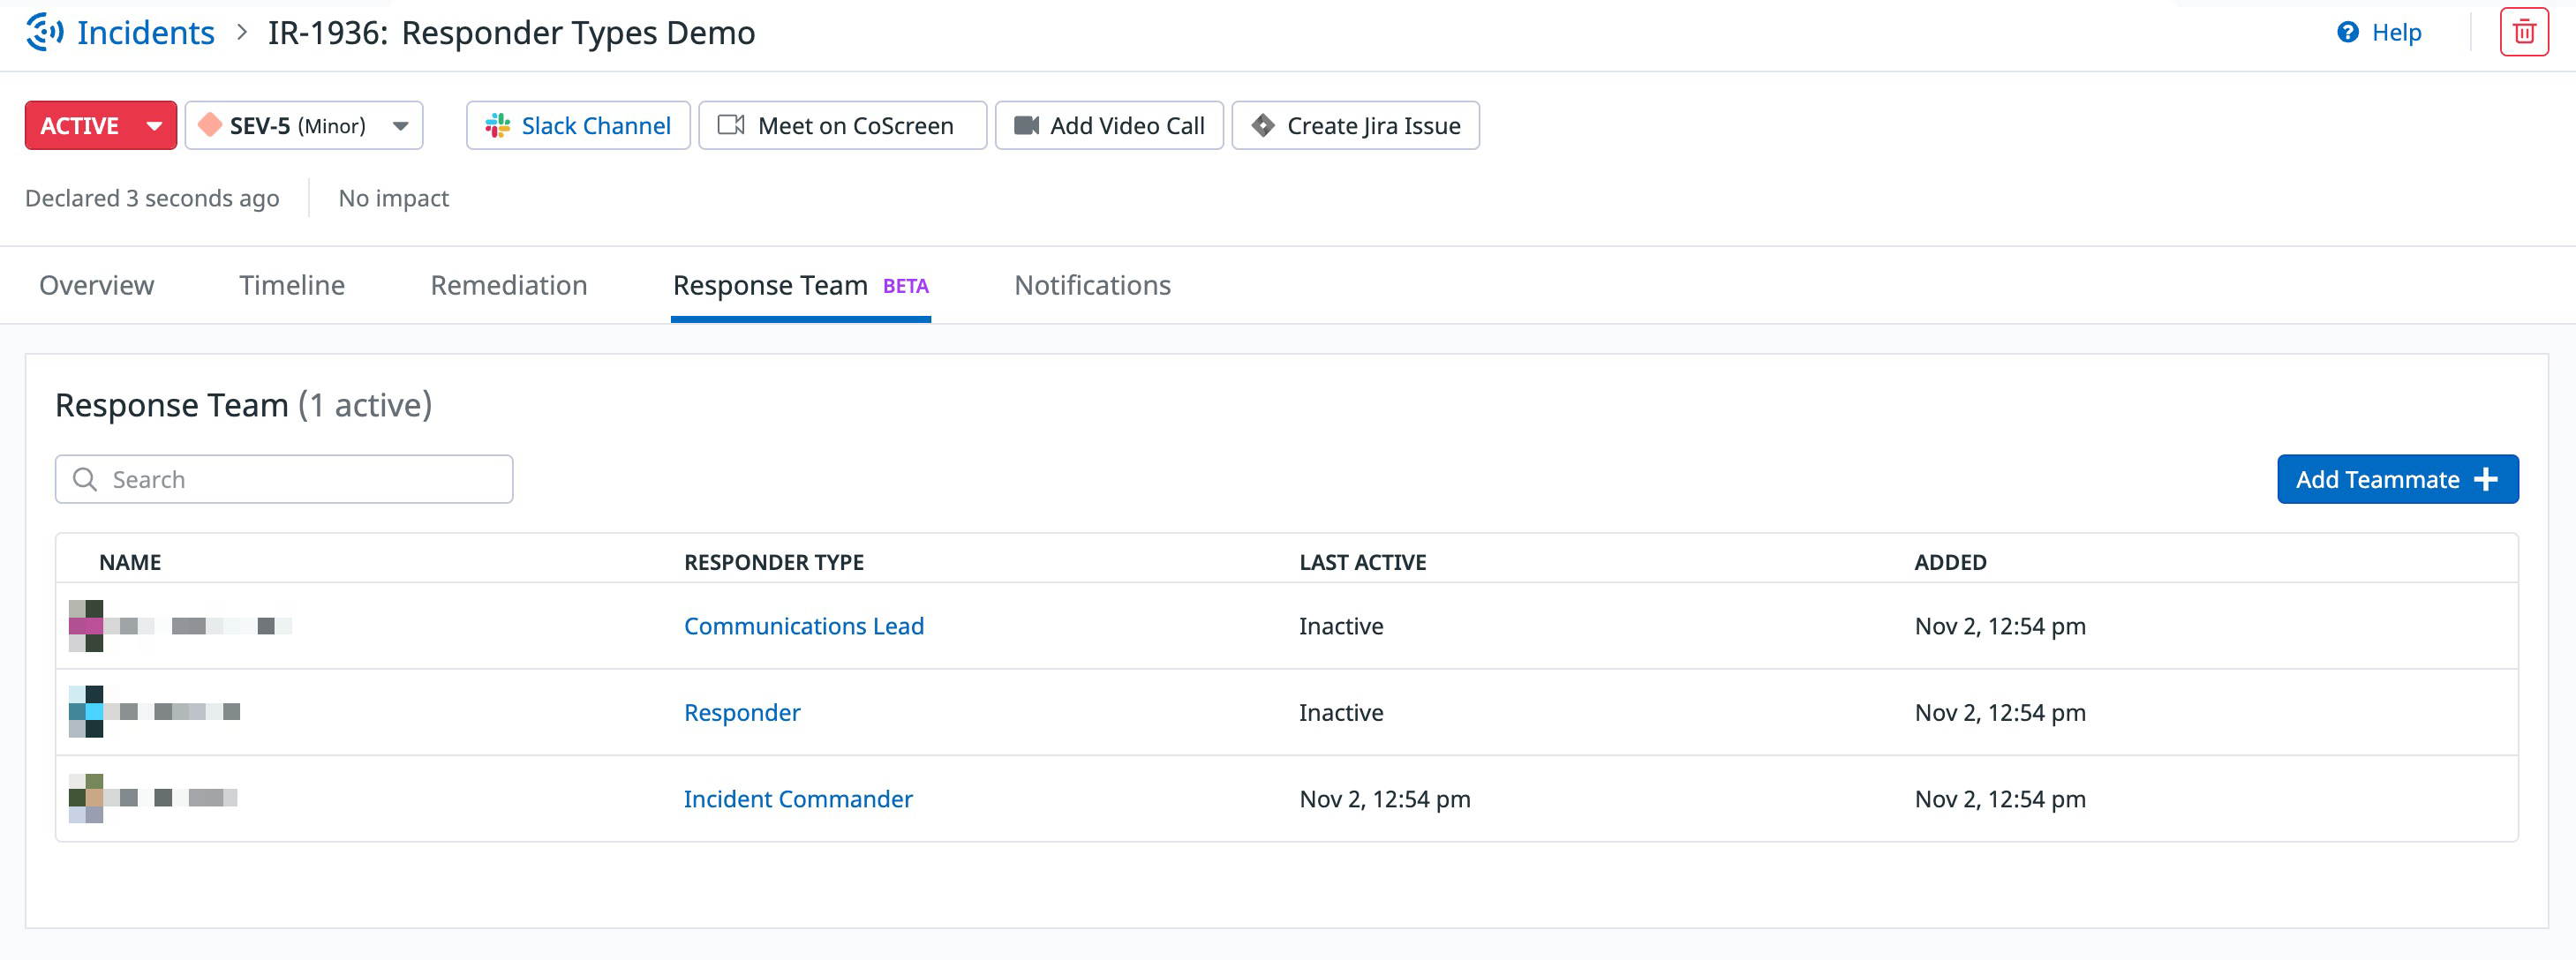 Incidents > IR-1936: Responder Types Demo
Help
ACTIVE SEV-5 (Minor) Slack Channel Meet on CoScreen Add Video Call Create Jira Issue
Declared 3 seconds ago No impact
Overview Timeline Remediation Response Team BETA Notifications
Response Team (1 active)
Search Add Teammate +
NAME RESPONDER TYPE LAST ACTIVE ADDED
Communications Lead Inactive Nov 2, 12:54 pm
Responder Inactive Nov 2, 12:54 pm
Incident Commander Nov 2, 12:54 pm Nov 2, 12:54 pm